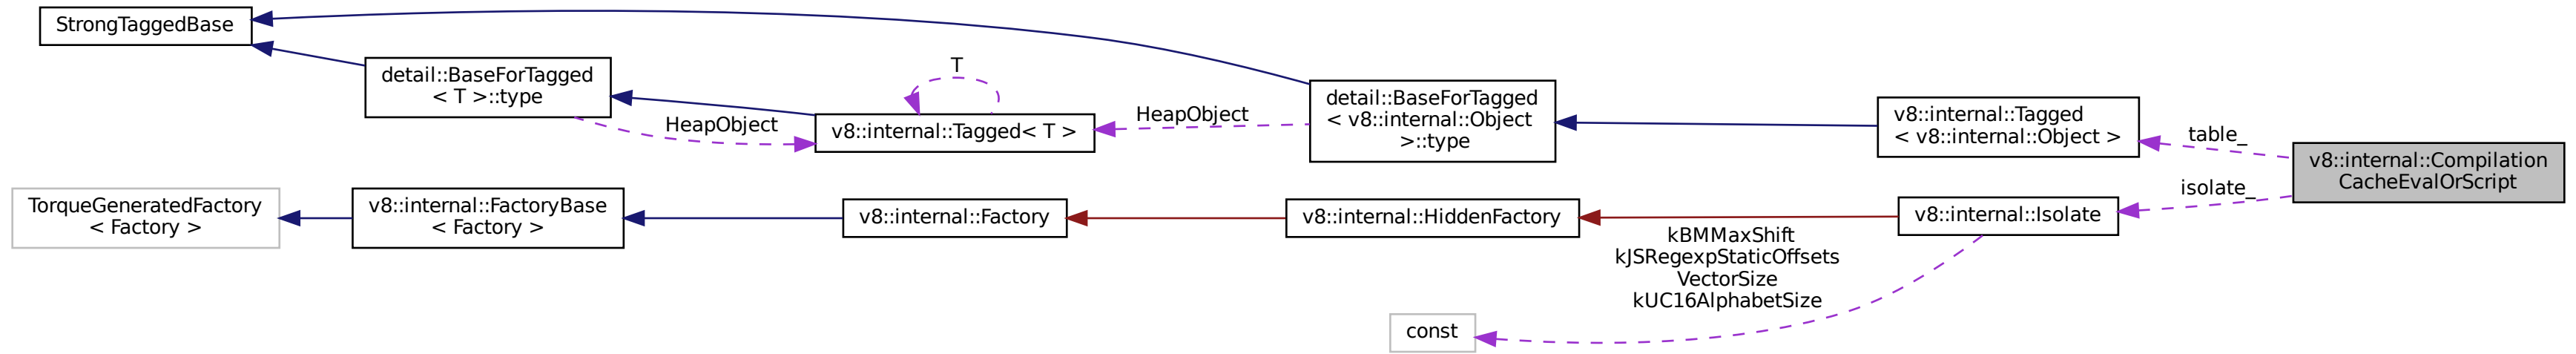 StrongTaggedBase
detail::BaseForTagged
< T >::type
HeapObject
T
v8::internal::Tagged< T >
HeapObject
detail::BaseForTagged
< v8::internal::Object
>::type
v8::internal::Tagged
< v8::internal::Object >
table_
v8::internal::Compilation
CacheEvalOrScript
isolate_
TorqueGeneratedFactory
< Factory >
v8::internal::FactoryBase
< Factory >
v8::internal::Factory
v8::internal::HiddenFactory
v8::internal::Isolate
kBMMaxShift
kJSRegexpStaticOffsets
VectorSize
kUC16AlphabetSize
const